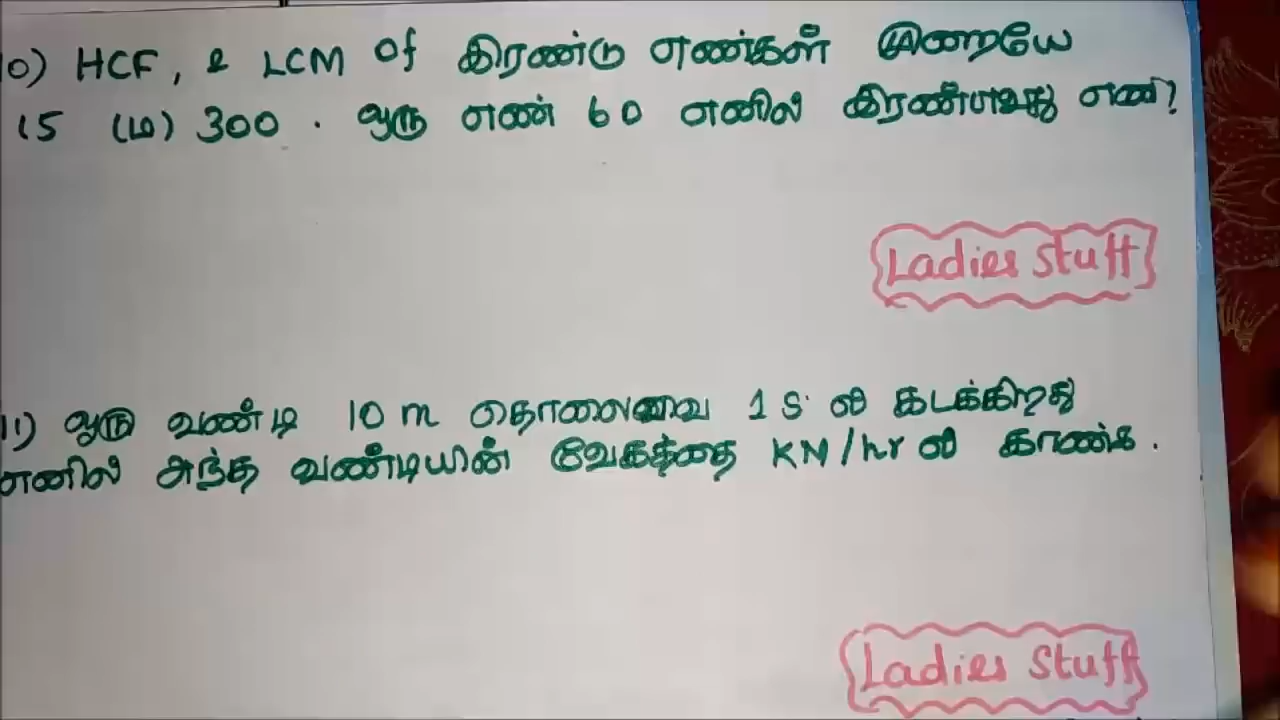 10) HCF, & LCM of இரண்டு எண்கள் முறையே
15 (ம) 300 . ஒரு எண் 60 எனில் இரண்டாவது எண்?
Ladies Stuff
11) ஒரு வண்டி 10 m தொலைவை 1 s ல் கடக்கிறது
எனில் அந்த வண்டியின் வேகத்தை KM/hr ல் காண்க .
Ladies Stuff